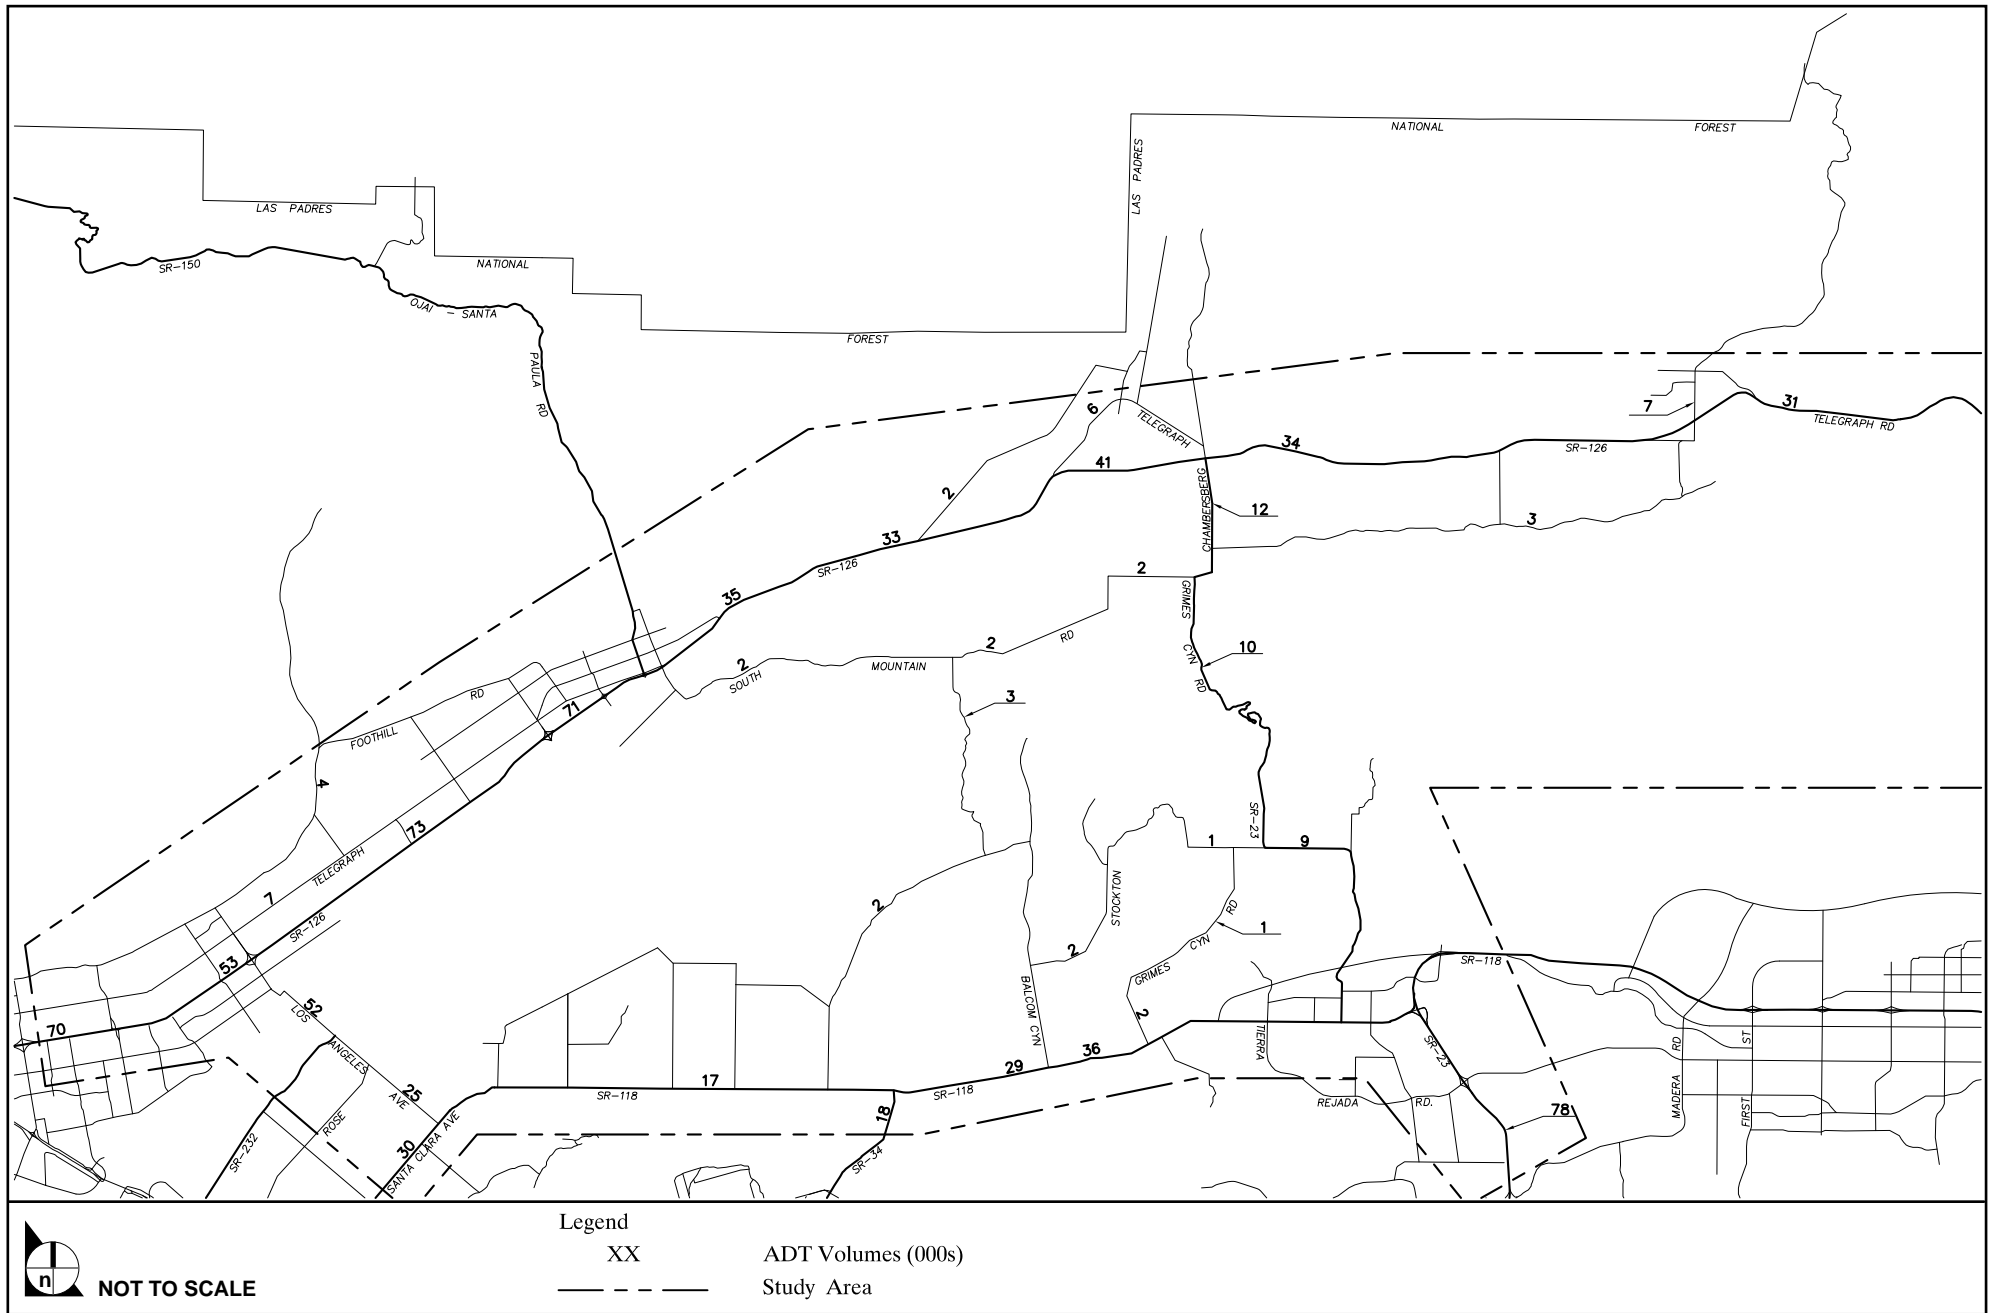 NATIONAL
FOREST
LAS PADRES
LAS PADRES
SR-150
NATIONAL
OJAI - SANTA
PAULA RD
FOREST
6
TELEGRAPH
7
31
TELEGRAPH RD
34
SR-126
41
2
CHAMBERSBERG
12
3
33
SR-126
2
GRIMES
CYN
RD
10
35
2
RD
2
SOUTH
MOUNTAIN
3
RD
FOOTHILL
71
4
73
TELEGRAPH
7
SR-126
53
SR-23
1
9
STOCKTON
2
2
RD
1
CYN
GRIMES
2
BALCOM CYN
SR-118
70
52
LOS
ANGELES
25
AVE
ROSE
30
SANTA CLARA AVE
SR-232
17
SR-118
29
36
SR-118
18
SR-34
TIERRA
REJADA
RD.
SR-23
78
MADERA RD
FIRST ST
n
NOT TO SCALE
Legend
XX ADT Volumes (000s)
Study Area